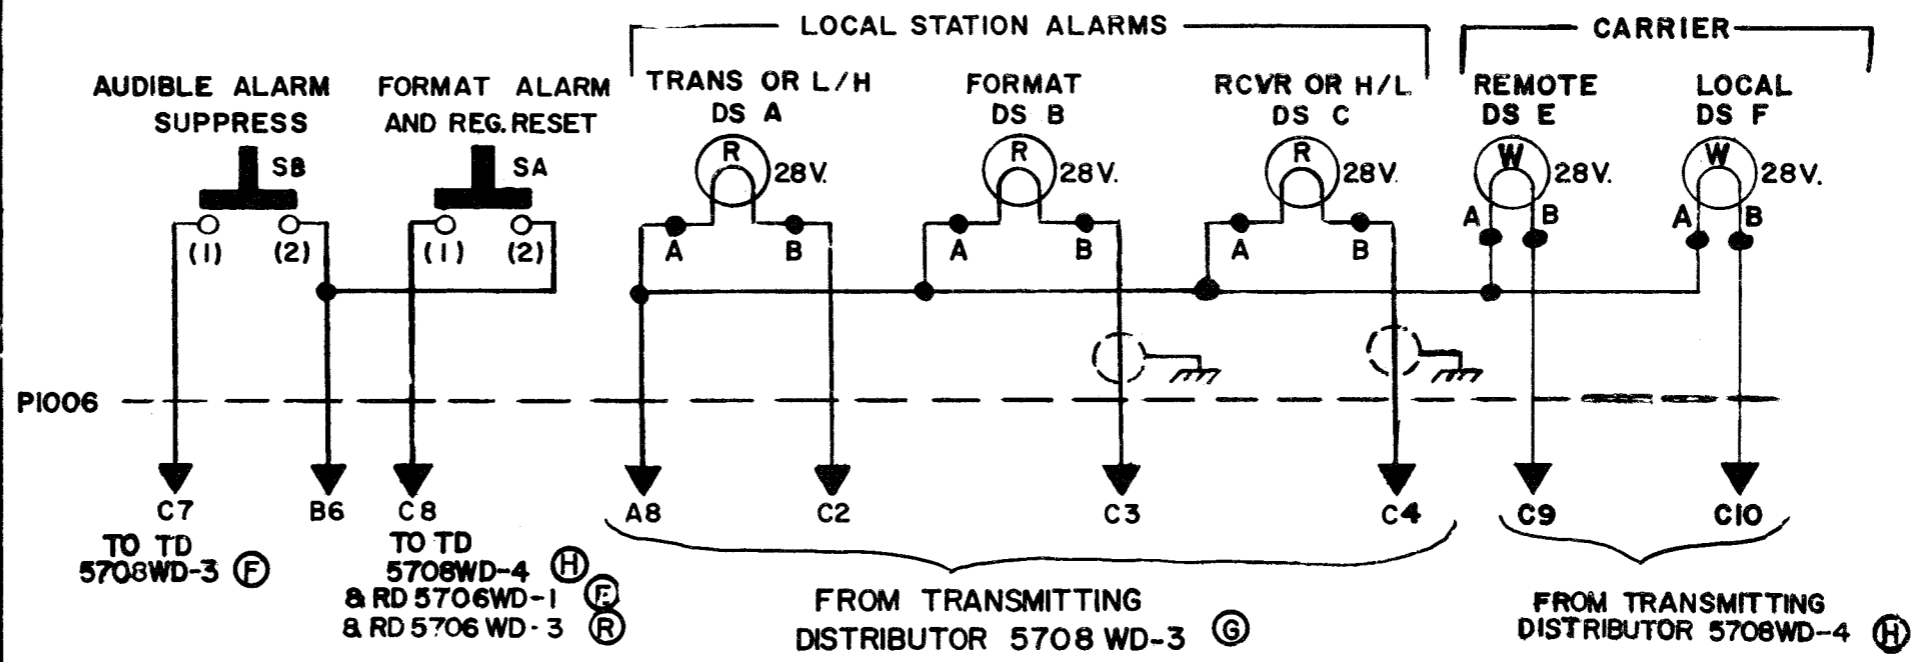 LOCAL STATION ALARMS
CARRIER
AUDIBLE ALARM
SUPPRESS
FORMAT ALARM
AND REG. RESET
TRANS OR L/H
DS A
FORMAT
DS B
RCVR OR H/L
DS C
REMOTE
DS E
LOCAL
DS F
SB
SA
R
28V.
R
28V.
R
28V.
W
28V.
W
28V.
(1)
(2)
(1)
(2)
A
B
A
B
A
B
A
B
A
B
P1006
C7
B6
C8
A8
C2
C3
C4
C9
C10
TO TD
5708WD-3 F
TO TD
5708WD-4 H
& RD 5706WD-1 E
& RD 5706 WD-3 R
FROM TRANSMITTING
DISTRIBUTOR 5708 WD-3 G
FROM TRANSMITTING
DISTRIBUTOR 5708WD-4 H